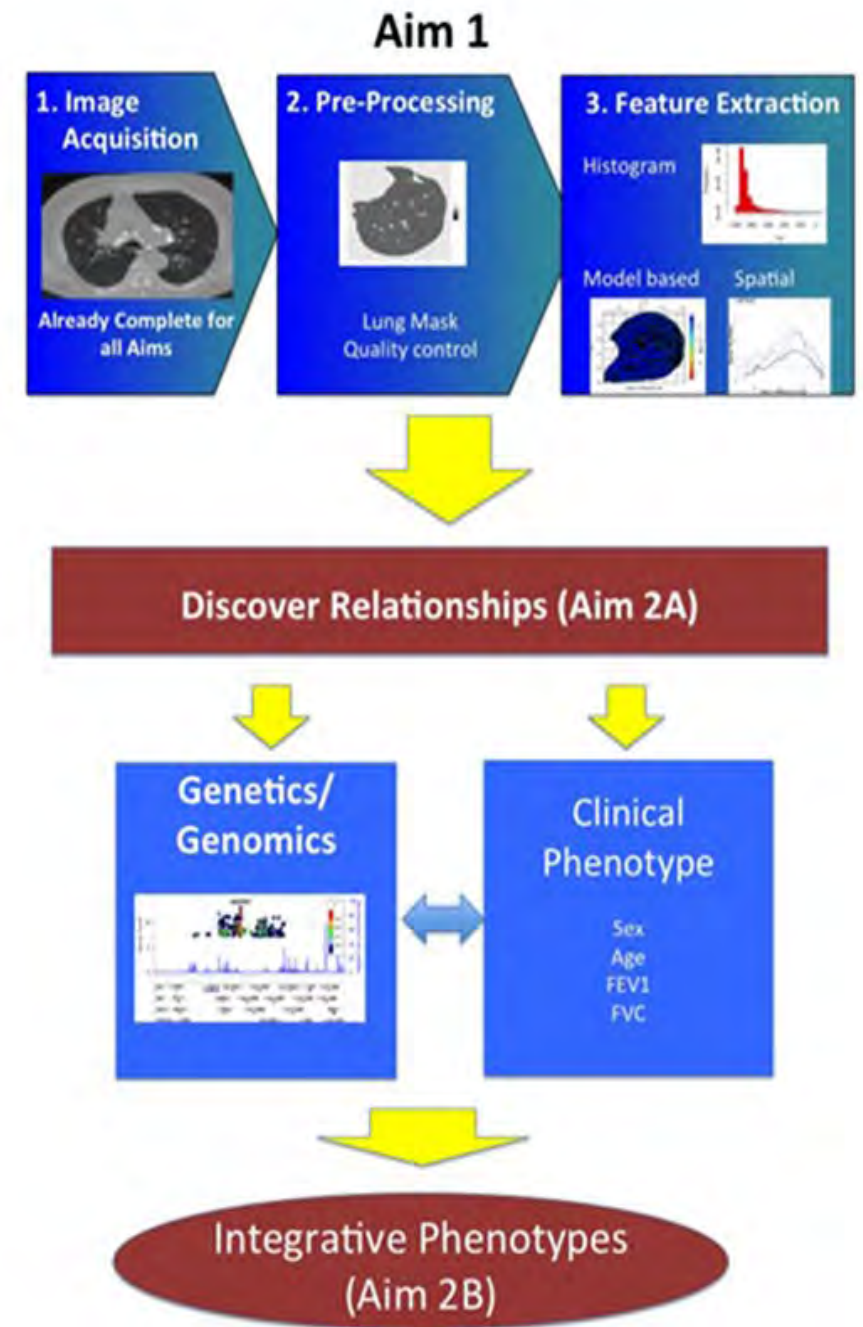 Aim 1
1. Image
Acquisition
Already Complete for
all Aims
2. Pre-Processing
Lung Mask
Quality control
3. Feature Extraction
Histogram
Model based
Spatial
Discover Relationships (Aim 2A)
Genetics/
Genomics
Clinical
Phenotype
Sex
Age
FEV1
FVC
Integrative Phenotypes
(Aim 2B)